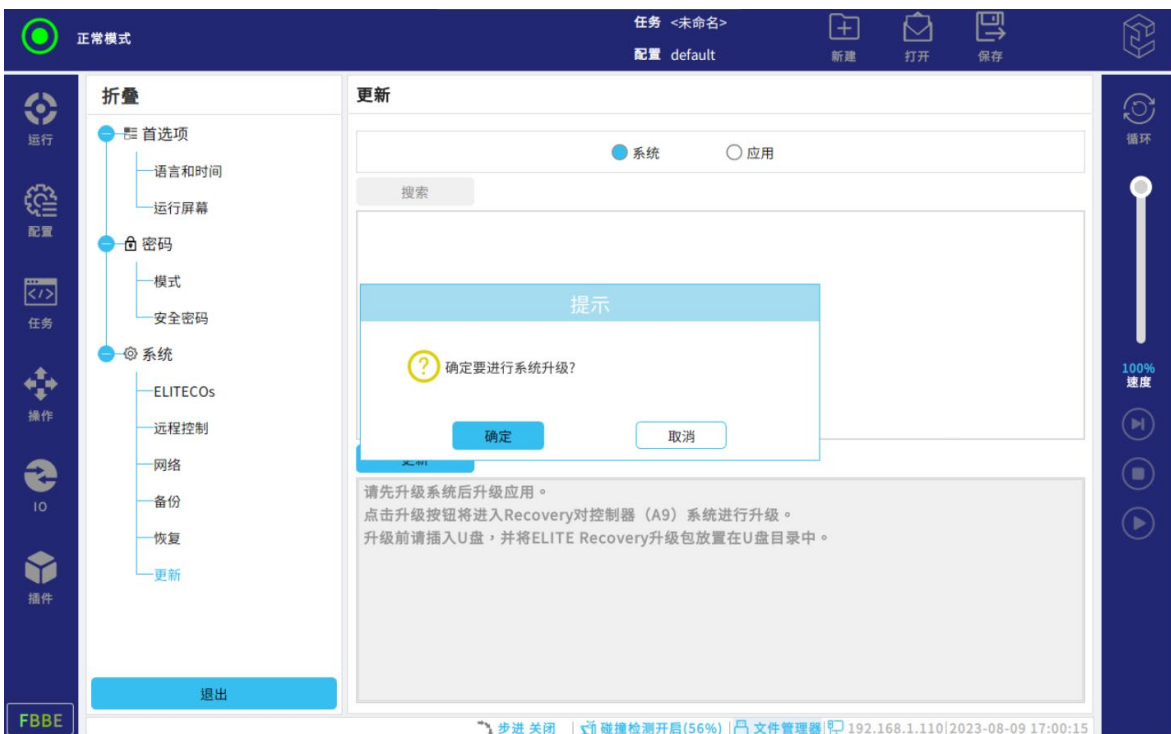 正常模式
任务 <未命名>
配置 default
新建
打开
保存
运行
配置
任务
操作
IO
插件
FBBE
折叠
首选项
语言和时间
运行屏幕
密码
模式
安全密码
系统
ELITECOs
远程控制
网络
备份
恢复
更新
退出
更新
系统 应用
搜索
提示
确定要进行系统升级?
确定 取消
更新
请先升级系统后升级应用。
点击升级按钮将进入Recovery对控制器（A9）系统进行升级。
升级前请插入U盘，并将ELITE Recovery升级包放置在U盘目录中。
循环
100%
速度
步进 关闭 | 碰撞检测开启(56%) | 文件管理器 | 192.168.1.110|2023-08-09 17:00:15